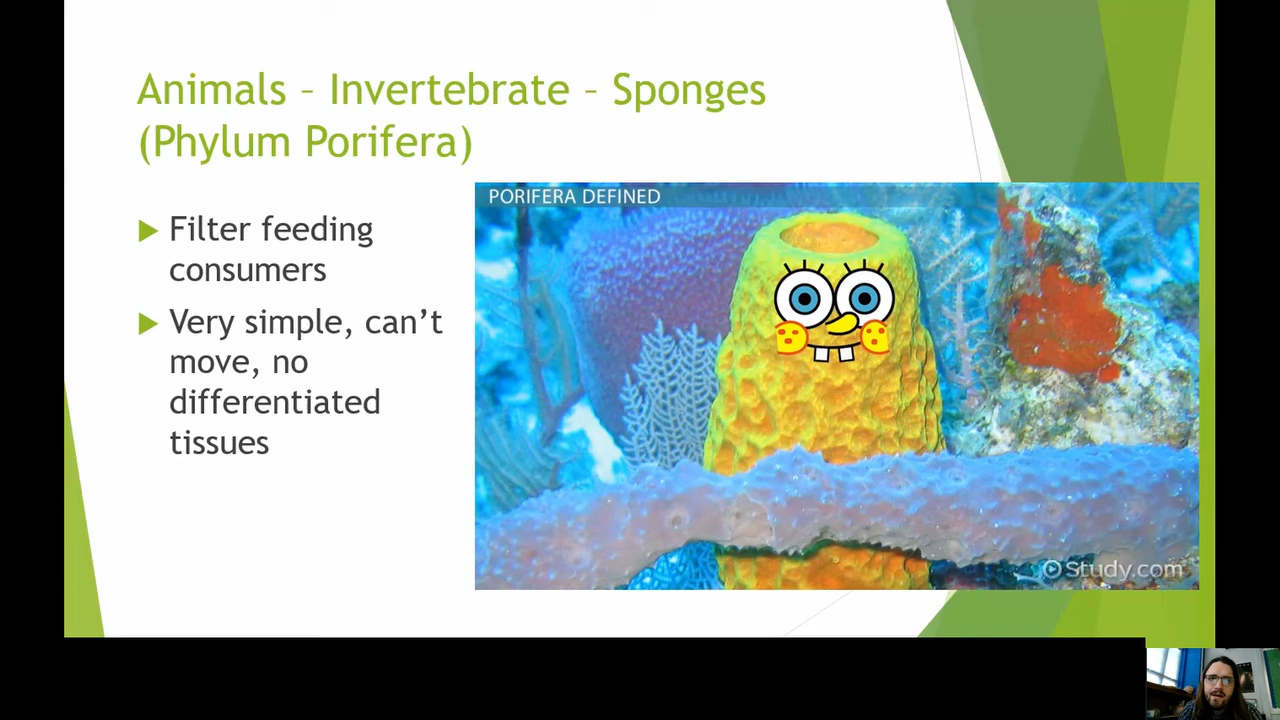 Animals – Invertebrate – Sponges
(Phylum Porifera)
PORIFERA DEFINED
Filter feeding
consumers
Very simple, can’t
move, no
differentiated
tissues
Study.com